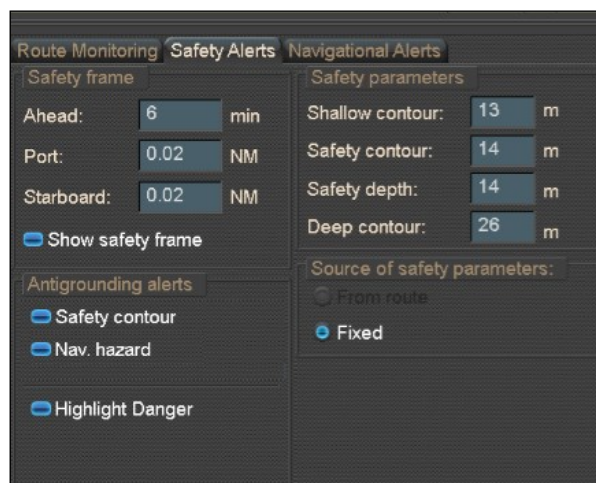 Route Monitoring Safety Alerts Navigational Alerts
Safety frame
Ahead: 6 min
Port: 0.02 NM
Starboard: 0.02 NM
Show safety frame
Antigrounding alerts
Safety contour
Nav. hazard
Highlight Danger
Safety parameters
Shallow contour: 13 m
Safety contour: 14 m
Safety depth: 14 m
Deep contour: 26 m
Source of safety parameters:
From route
Fixed